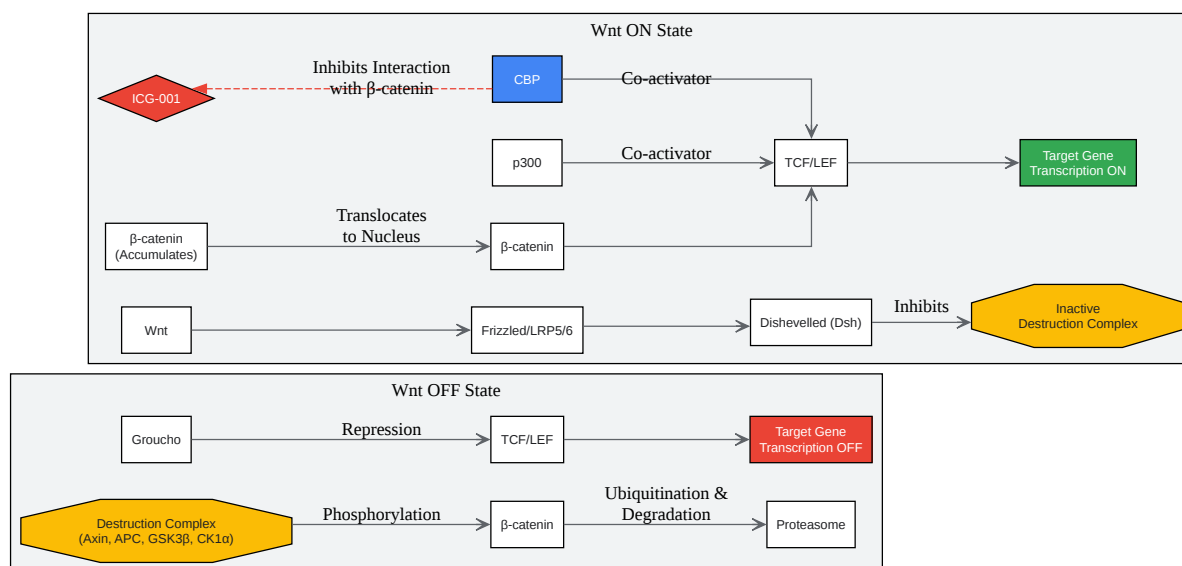 Wnt ON State
Inhibits Interaction
with β-catenin
CBP
Co-activator
ICG-001
p300
Co-activator
TCF/LEF
Target Gene
Transcription ON
Translocates
to Nucleus
β-catenin
(Accumulates)
β-catenin
Wnt
Frizzled/LRP5/6
Dishevelled (Dsh)
Inhibits
Inactive
Destruction Complex
Wnt OFF State
Groucho
Repression
TCF/LEF
Target Gene
Transcription OFF
Destruction Complex
(Axin, APC, GSK3β, CK1α)
Phosphorylation
β-catenin
Ubiquitination &
Degradation
Proteasome